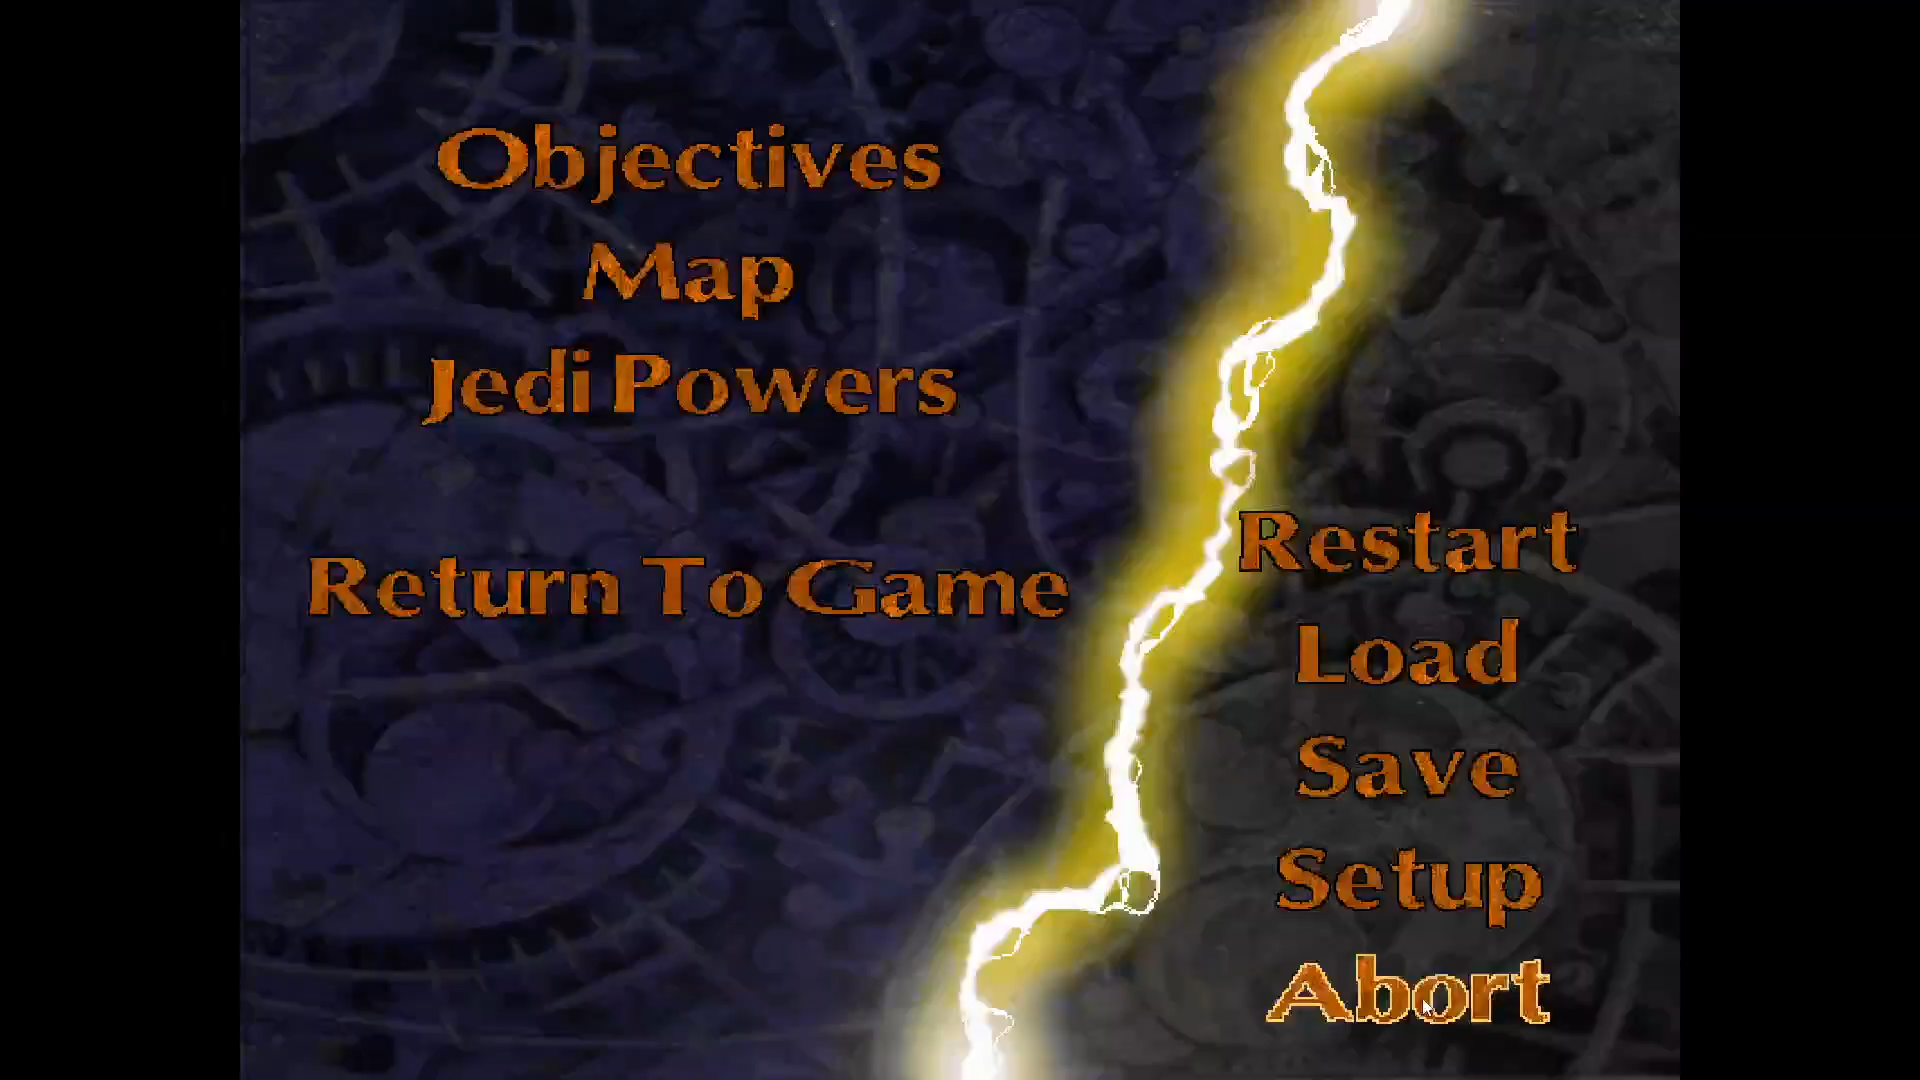 Objectives
Map
Jedi Powers
Return To Game
Restart
Load
Save
Setup
Abort